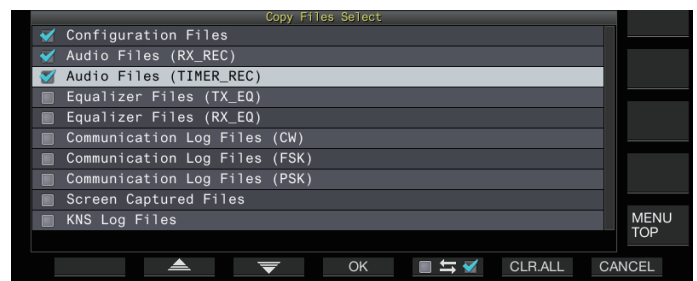 Copy Files Select
Configuration Files
Audio Files (RX_REC)
Audio Files (TIMER_REC)
Equalizer Files (TX_EQ)
Equalizer Files (RX_EQ)
Communication Log Files (CW)
Communication Log Files (FSK)
Communication Log Files (PSK)
Screen Captured Files
KNS Log Files
MENU
TOP
OK
CLR.ALL
CANCEL